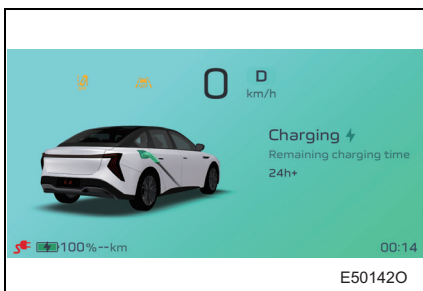 0
D
km/h
Charging
Remaining charging time
24h+
100%--km
00:14
E50142O